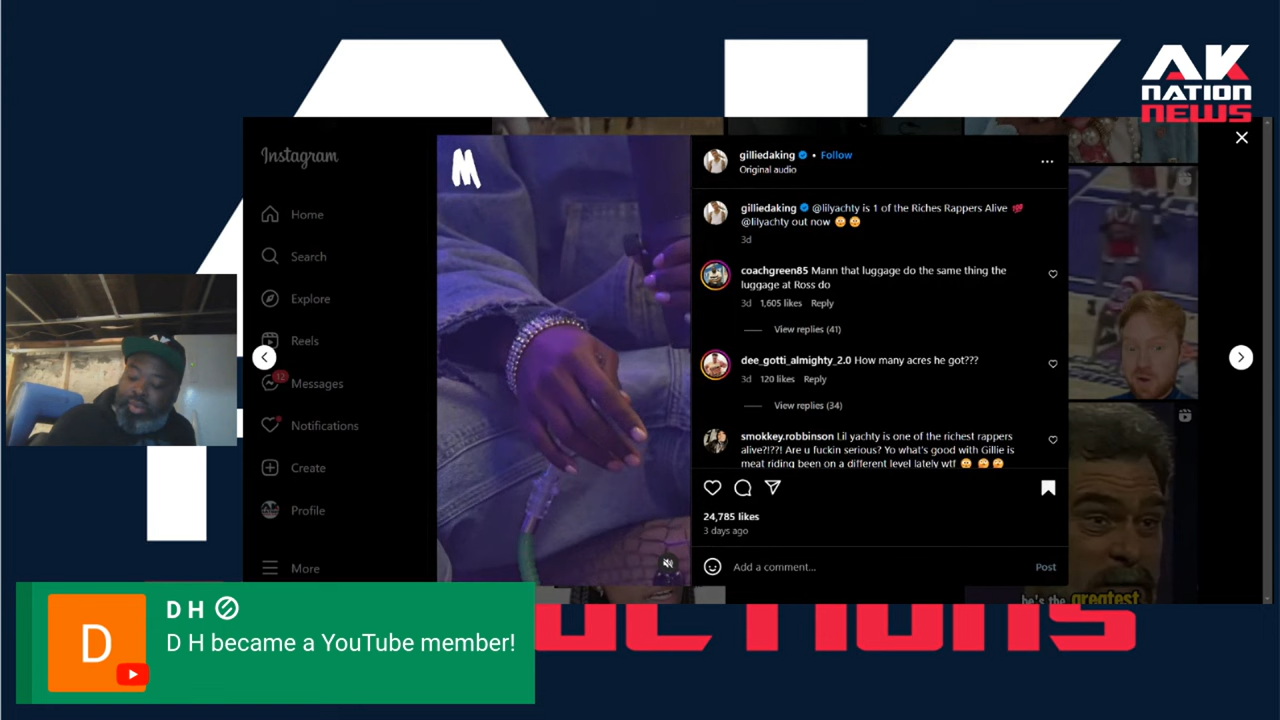 AK
NATION
NEWS
Instagram
Home
Search
Explore
Reels
12
Messages
Notifications
Create
Profile
More
M
gilliedaking • Follow
Original audio
gilliedaking @lilyachty is 1 of the Riches Rappers Alive 💯
@lilyachty out now
3d
coachgreen85 Mann that luggage do the same thing the
luggage at Ross do
3d 1,605 likes Reply
View replies (41)
dee_gotti_almighty_2.0 How many acres he got???
3d 120 likes Reply
View replies (34)
smokkey.robbinson Lil yachty is one of the richest rappers
alive?!??! Are u fuckin serious? Yo what's good with Gillie is
meat riding been on a different level lately wtf
24,785 likes
3 days ago
Add a comment... Post
he's the greatest
D
D H
D H became a YouTube member!